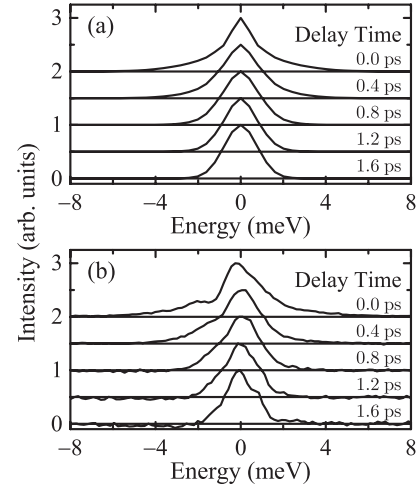 (a)
Delay Time
3
0.0 ps
2
0.4 ps
0.8 ps
1
1.2 ps
1.6 ps
0
−8 −4 0 4 8
Energy (meV)
Intensity (arb. units)
(b)
Delay Time
3
0.0 ps
2
0.4 ps
0.8 ps
1
1.2 ps
1.6 ps
0
−8 −4 0 4 8
Energy (meV)